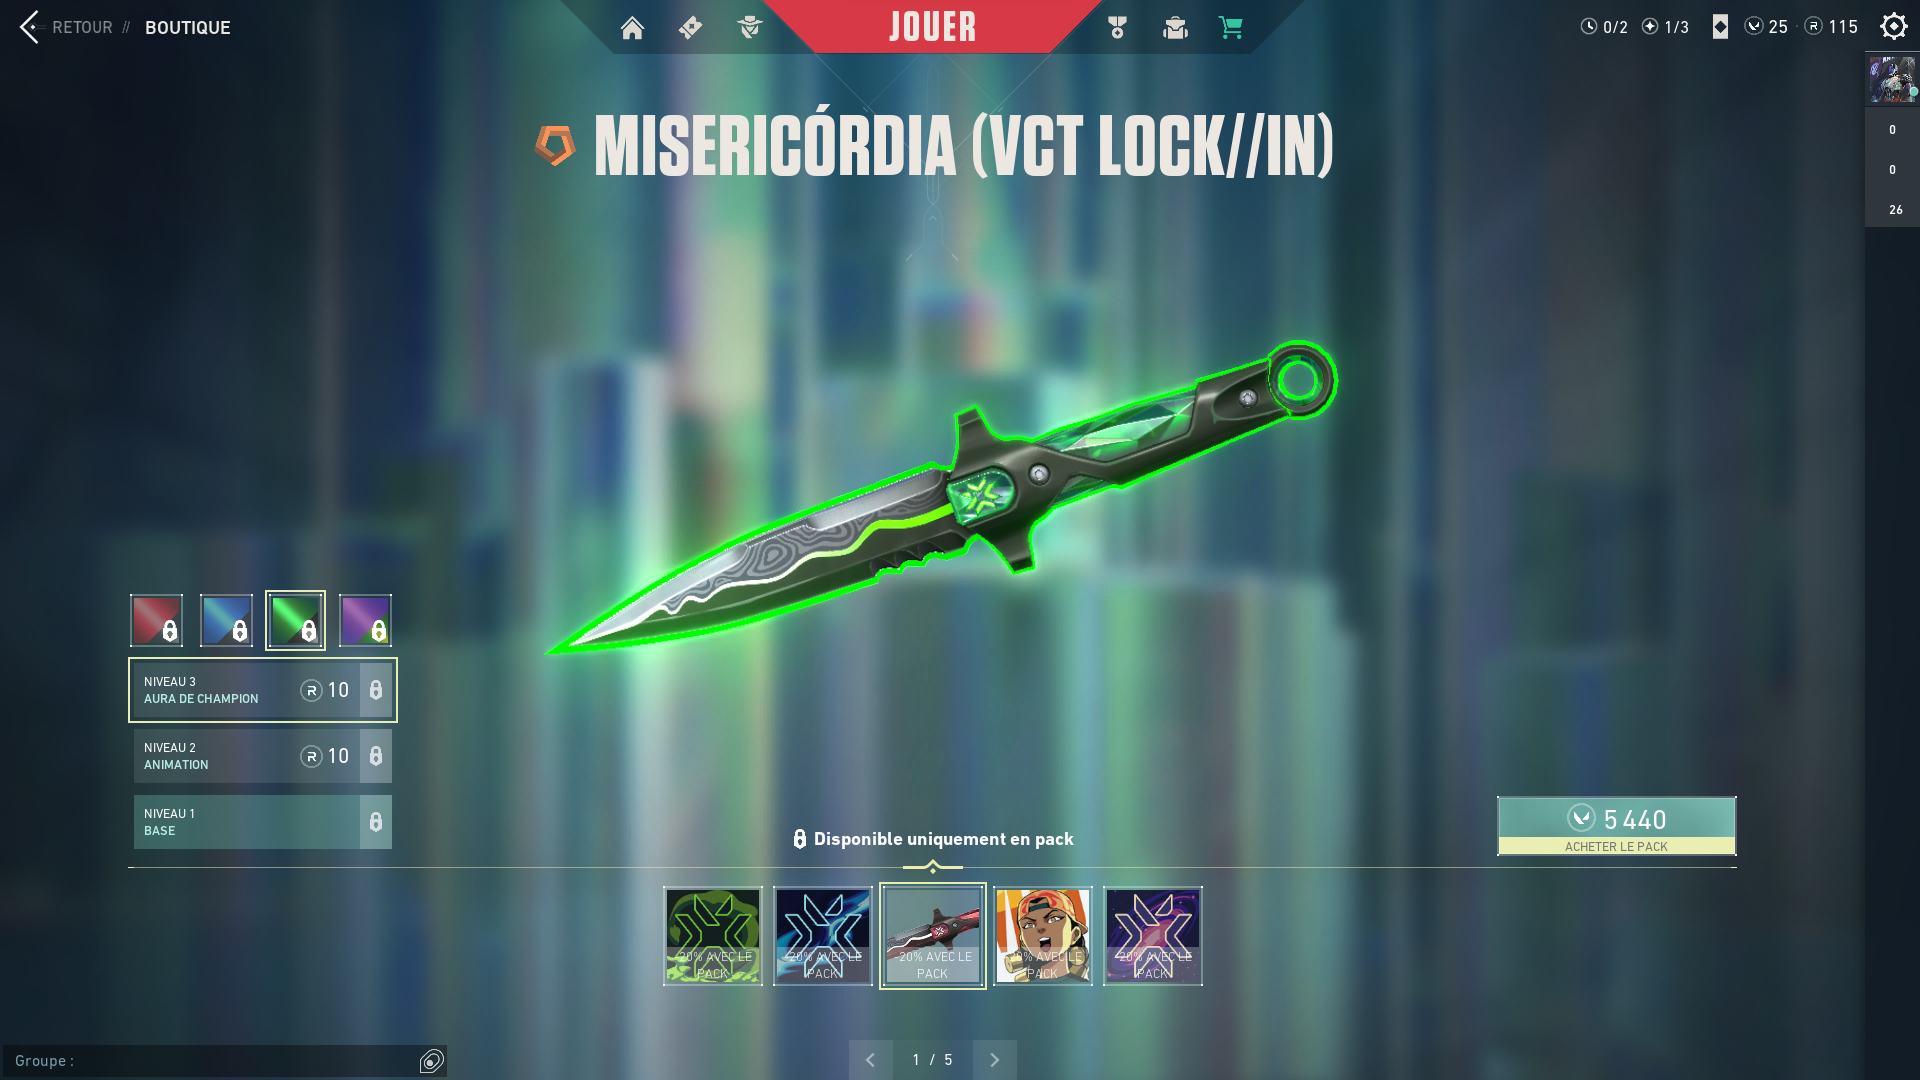 RETOUR // BOUTIQUE
JOUER
0/2 1/3 25 · 115
MISERICÓRDIA (VCT LOCK//IN)
0
0
26
NIVEAU 3
AURA DE CHAMPION
10
NIVEAU 2
ANIMATION
10
NIVEAU 1
BASE
Disponible uniquement en pack
5 440
ACHETER LE PACK
-20% AVEC LE
PACK
-20% AVEC LE
PACK
-20% AVEC LE
PACK
-20% AVEC LE
PACK
-20% AVEC LE
PACK
Groupe :
1 / 5